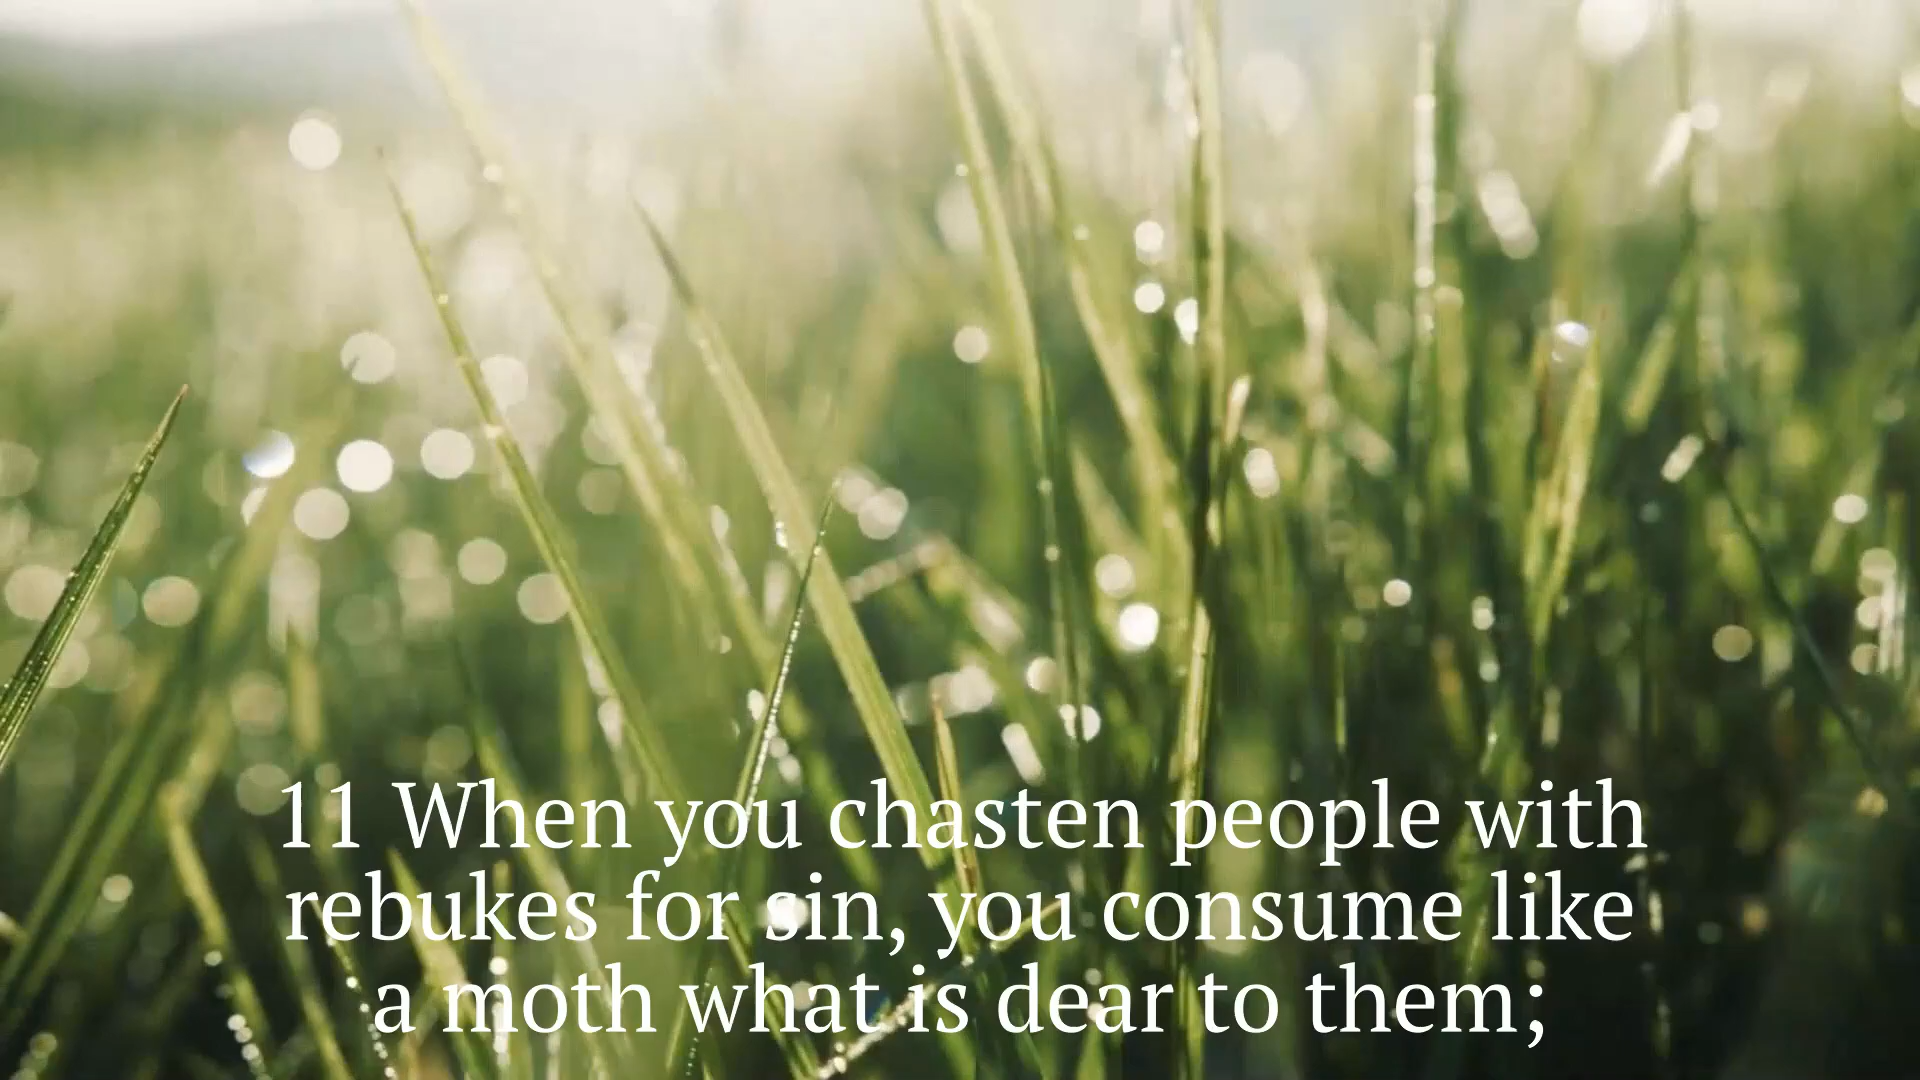 11 When you chasten people with
rebukes for sin, you consume like
a moth what is dear to them;